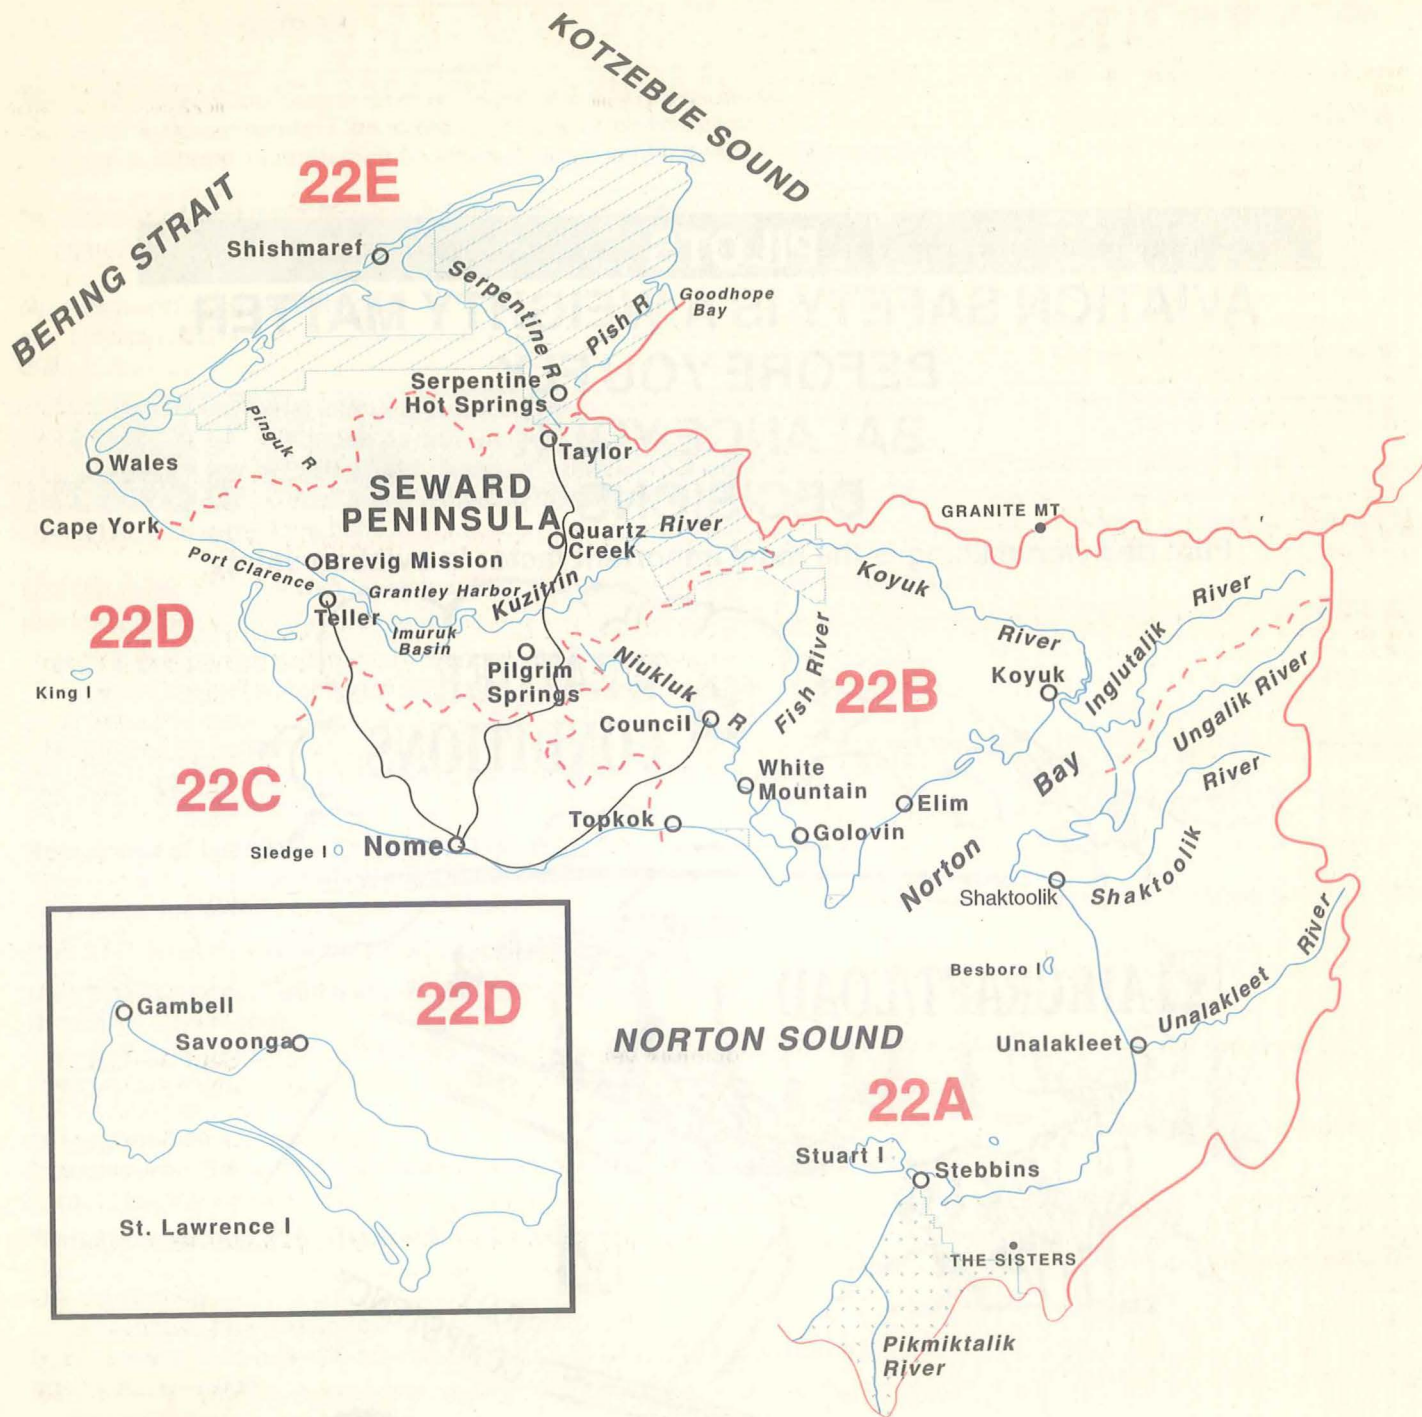 KOTZEBUE SOUND
22E
BERING STRAIT
Shishmaref
Serpentine R
Goodhope
Bay
Pish R
Serpentine
Hot Springs
Pinguk R
Taylor
Wales
SEWARD
PENINSULA
GRANITE MT
Cape York
Quartz
Creek
River
Port Clarence
Brevig Mission
Koyuk
River
Grantley Harbor
Kuzitrin
River
22D
Teller
Imuruk
Basin
Niukluk R
Fish River
22B
Koyuk
Inglutalik
River
King I
Pilgrim
Springs
Council
Ungalik River
22C
White
Mountain
Bay
River
Elim
Topkok
Golovin
Sledge I
Nome
Norton
Shaktoolik
Shaktoolik
Besboro I
Unalakleet
River
22D
Gambell
Savoonga
St. Lawrence I
NORTON SOUND
Unalakleet
22A
Stuart I
Stebbins
THE SISTERS
Pikmiktalik
River